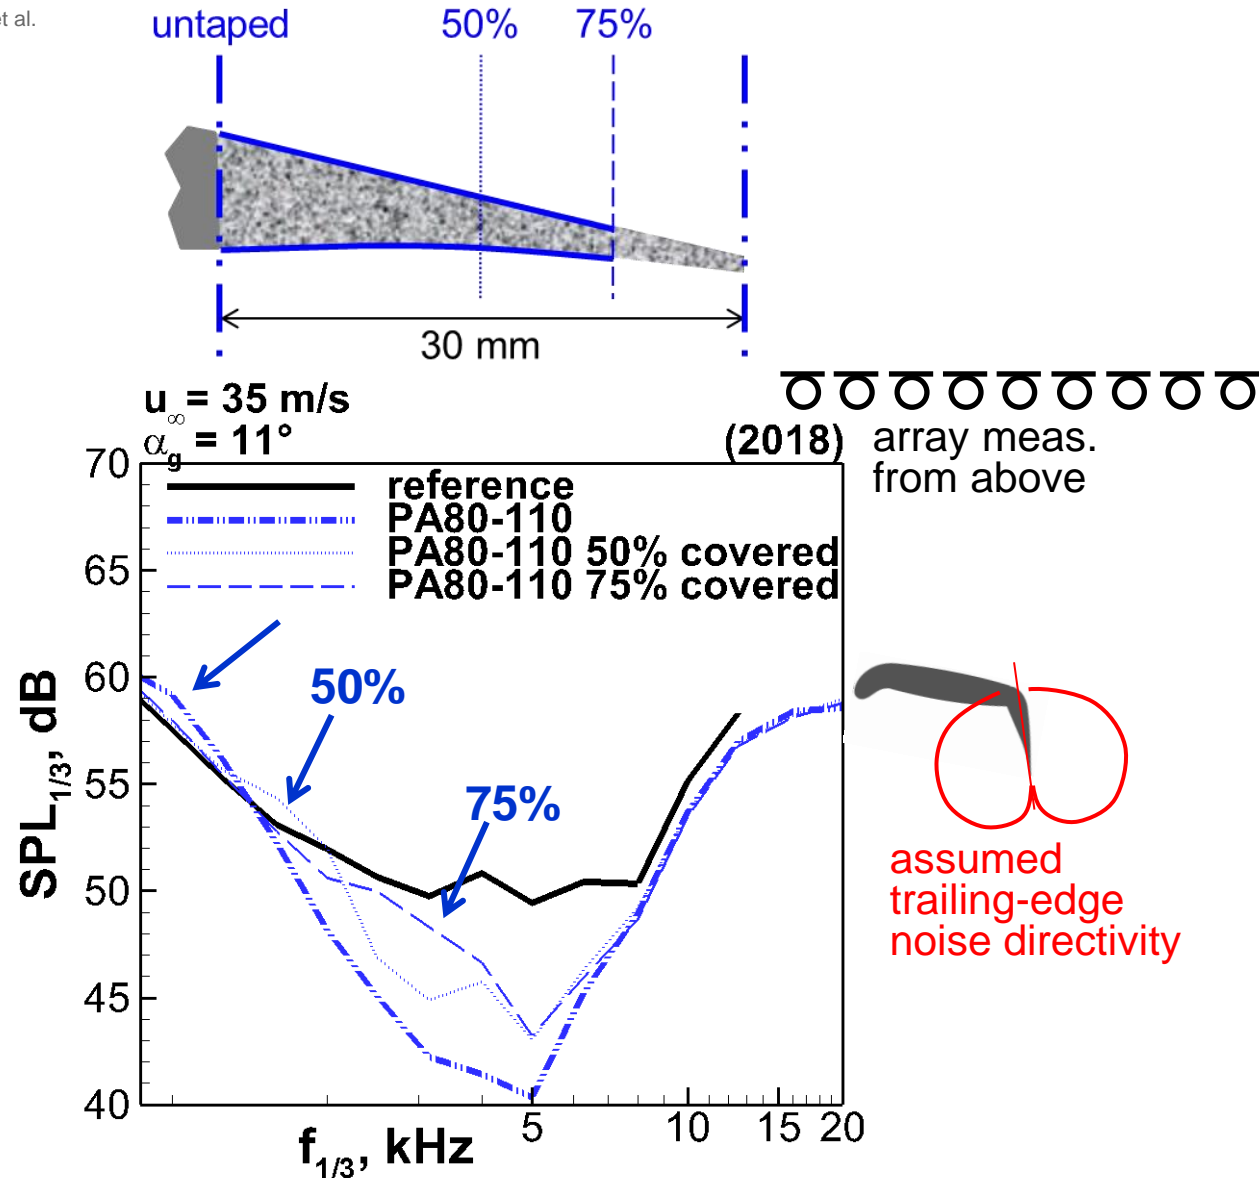 et al.
untaped 50% 75%
30 mm
u∞ = 35 m/s
αg = 11°
(2018)
array meas.
from above
70
65
60
55
50
45
40
reference
PA80-110
PA80-110 50% covered
PA80-110 75% covered
50%
75%
SPL1/3, dB
5 10 15 20
f1/3, kHz
assumed
trailing-edge
noise directivity